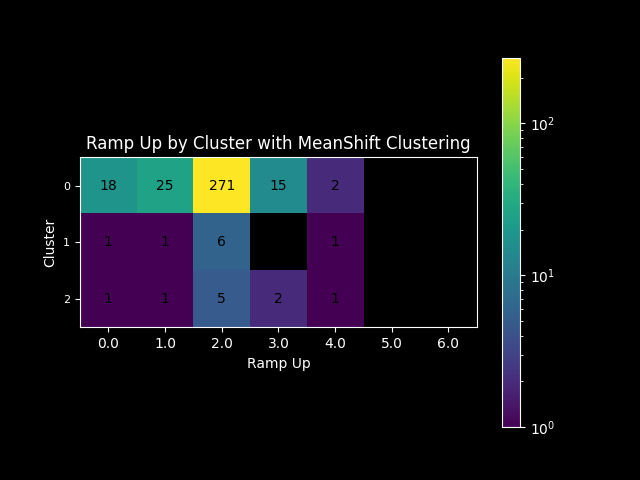 Ramp Up by Cluster with MeanShift Clustering
Cluster
0 18 25 271 15 2
1 1 1 6 1
2 1 1 5 2 1
0.0 1.0 2.0 3.0 4.0 5.0 6.0
Ramp Up
10²
10¹
10⁰